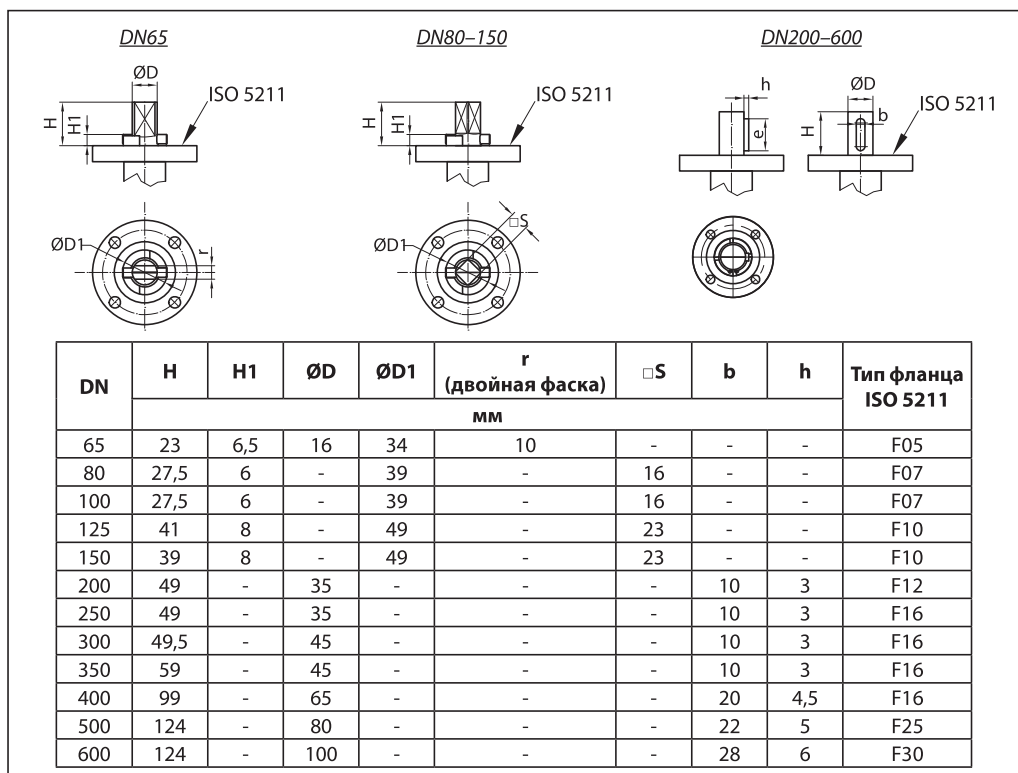 DN65 DN80–150 DN200–600
ØD
ISO 5211
H
H1
ØD1
r
ISO 5211
H
H1
□S
ØD1
h
ØD
ISO 5211
e
H
b
DN H H1 ØD ØD1 r (двойная фаска) □S b h Тип фланца ISO 5211
мм
65 23 6,5 16 34 10 - - - F05
80 27,5 6 - 39 - 16 - - F07
100 27,5 6 - 39 - 16 - - F07
125 41 8 - 49 - 23 - - F10
150 39 8 - 49 - 23 - - F10
200 49 - 35 - - - 10 3 F12
250 49 - 35 - - - 10 3 F16
300 49,5 - 45 - - - 10 3 F16
350 59 - 45 - - - 10 3 F16
400 99 - 65 - - - 20 4,5 F16
500 124 - 80 - - - 22 5 F25
600 124 - 100 - - - 28 6 F30